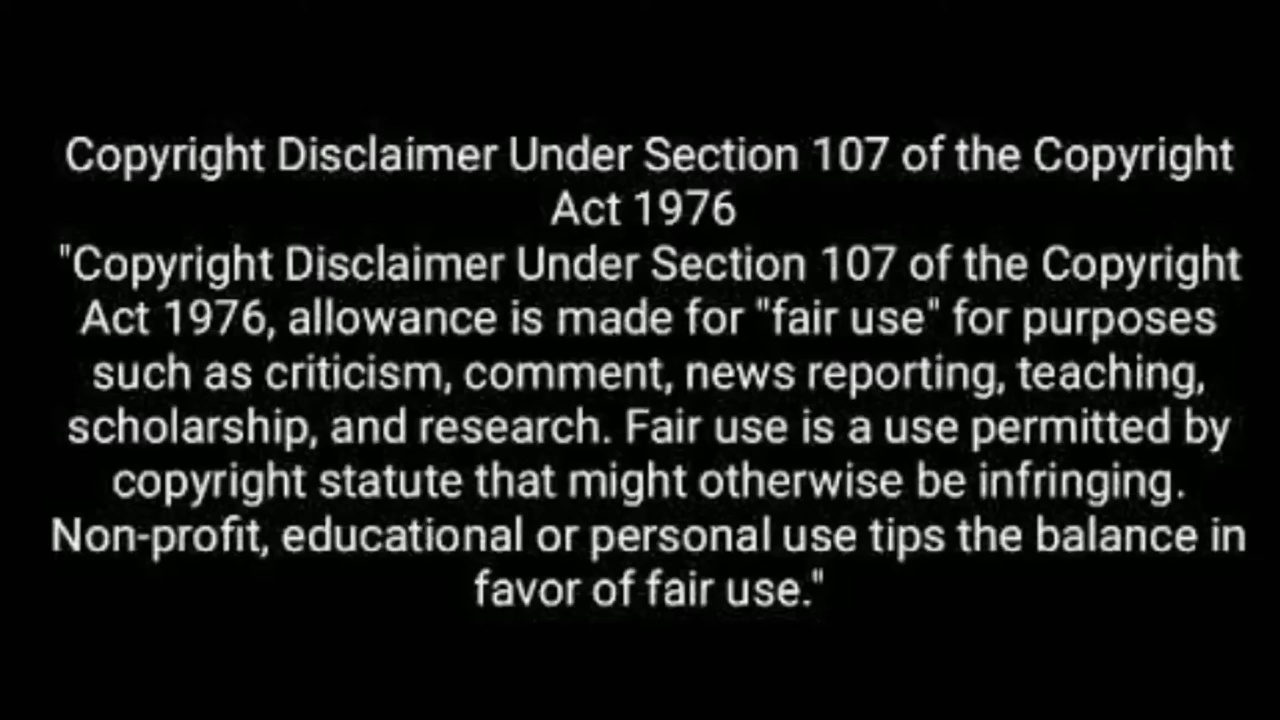 Copyright Disclaimer Under Section 107 of the Copyright
Act 1976
"Copyright Disclaimer Under Section 107 of the Copyright
Act 1976, allowance is made for "fair use" for purposes
such as criticism, comment, news reporting, teaching,
scholarship, and research. Fair use is a use permitted by
copyright statute that might otherwise be infringing.
Non-profit, educational or personal use tips the balance in
favor of fair use."